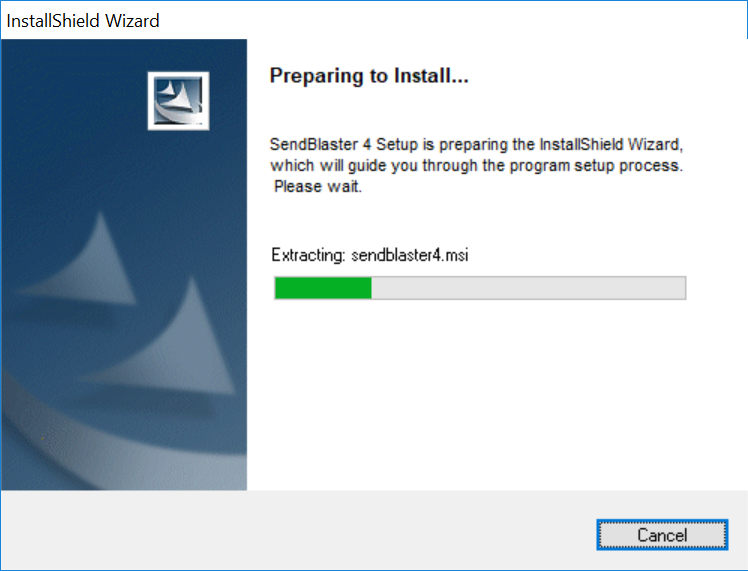 InstallShield Wizard
Preparing to Install...
SendBlaster 4 Setup is preparing the InstallShield Wizard,
which will guide you through the program setup process.
Please wait.
Extracting: sendblaster4.msi
Cancel